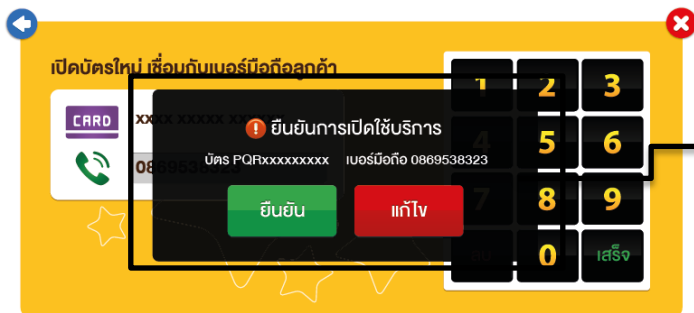 เปิดบัตรใหม่ เชื่อมกับเบอร์มือถือลูกค้า
CARD
xxxx xxxxx xx
0869538323
ยืนยันการเปิดใช้บริการ
บัตร PQRxxxxxxxxx เบอร์มือถือ 0869538323
ยืนยัน แก้ไข
1 2 3
4 5 6
7 8 9
0 เสร็จ